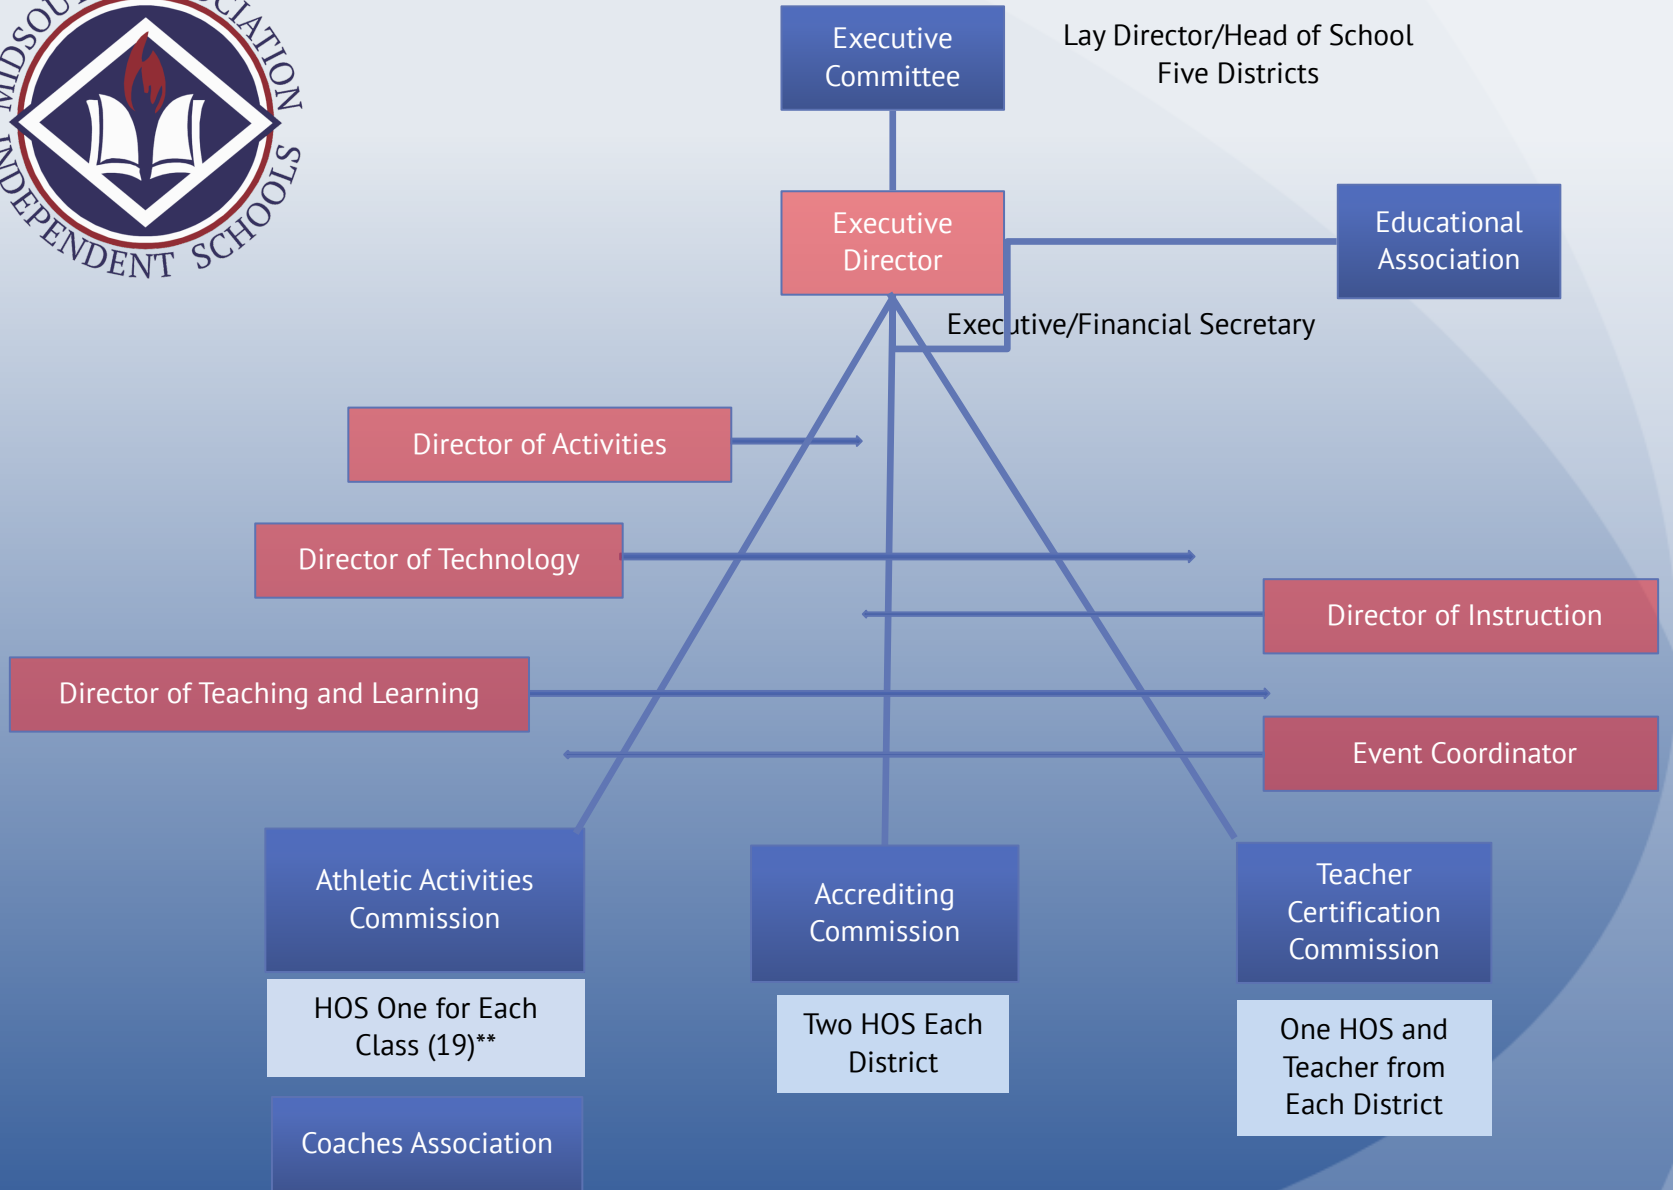 INDEPENDENT SCHOOLS
Executive
Committee
Lay Director/Head of School
Five Districts
Executive
Director
Educational
Association
Executive/Financial Secretary
Director of Activities
Director of Technology
Director of Instruction
Director of Teaching and Learning
Event Coordinator
Athletic Activities
Commission
Accrediting
Commission
Teacher
Certification
Commission
HOS One for Each
Class (19)**
Two HOS Each
District
One HOS and
Teacher from
Each District
Coaches Association